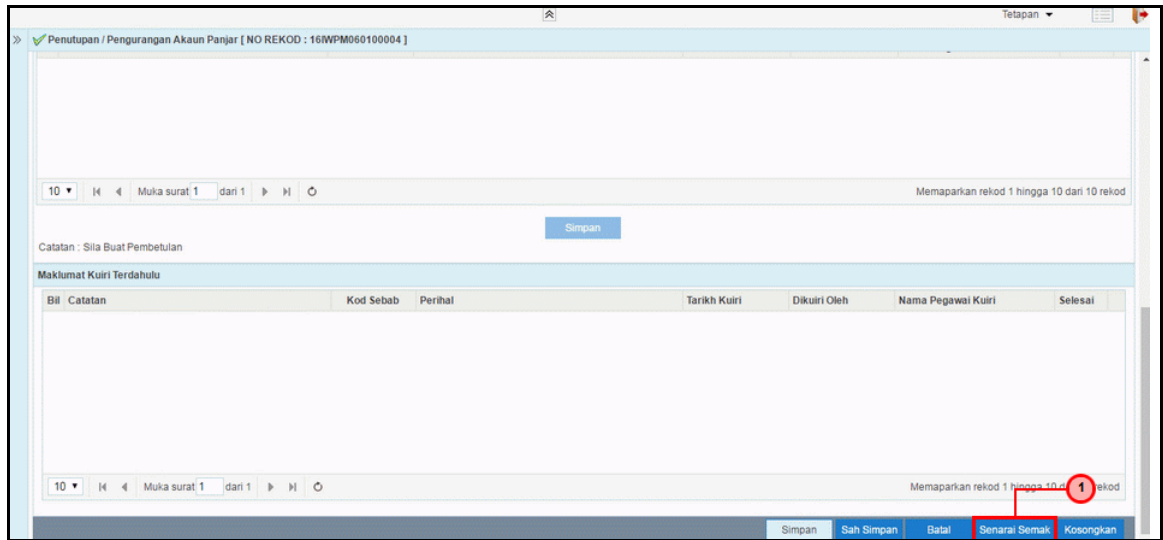 Tetapan
Penutupan / Pengurangan Akaun Panjar [ NO REKOD : 16IWPM060100004 ]
10 Muka surat 1 dari 1 Memaparkan rekod 1 hingga 10 dari 10 rekod
Simpan
Catatan : Sila Buat Pembetulan
Maklumat Kuiri Terdahulu
Bil Catatan Kod Sebab Perihal Tarikh Kuiri Dikuiri Oleh Nama Pegawai Kuiri Selesai
10 Muka surat 1 dari 1 Memaparkan rekod 1 hingga 10 rekod
1
Simpan Sah Simpan Batal Senarai Semak Kosongkan